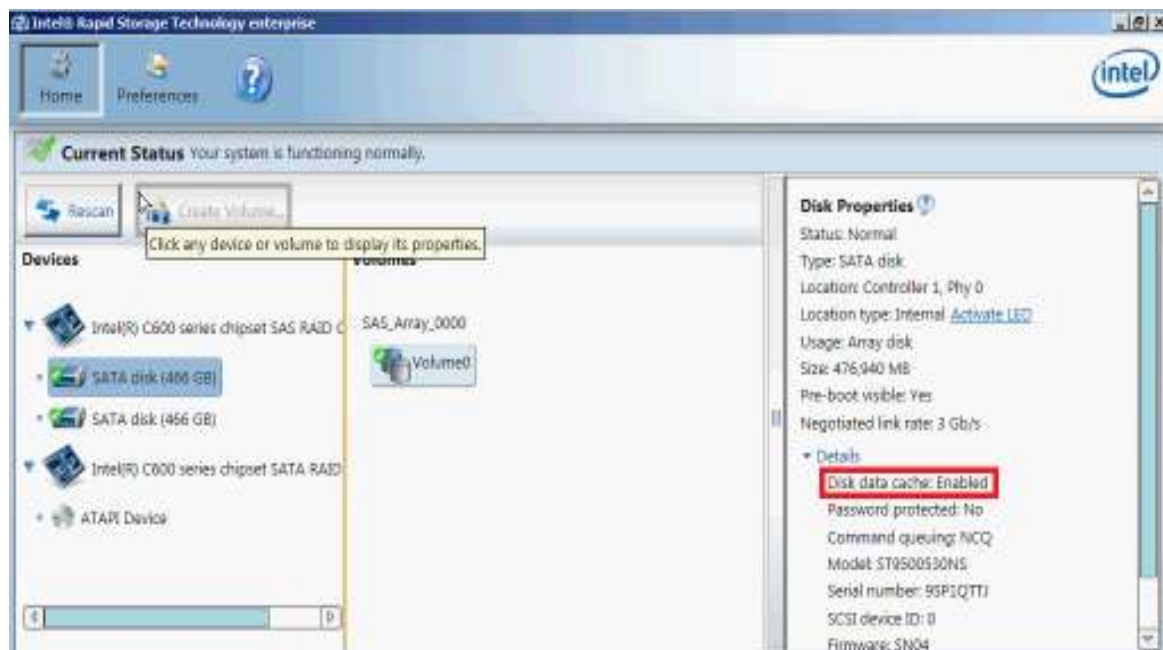 Intel® Rapid Storage Technology enterprise
Home
Preferences
?
intel
Current Status Your system is functioning normally.
Rescan
Create Volume...
Click any device or volume to display its properties.
Devices
Volumes
Intel(R) C600 series chipset SAS RAID C
SATA disk (466 GB)
SATA disk (466 GB)
Intel(R) C600 series chipset SATA RAID
ATAPI Device
SAS_Array_0000
Volume0
Disk Properties ?
Status: Normal
Type: SATA disk
Location: Controller 1, Phy 0
Location type: Internal Activate LED
Usage: Array disk
Size: 476,940 MB
Pre-boot visible: Yes
Negotiated link rate: 3 Gb/s
Details
Disk data cache: Enabled
Password protected: No
Command queuing: NCQ
Model: ST9500530NS
Serial number: 9SP1QTTJ
SCSI device ID: 0
Firmware: SN04